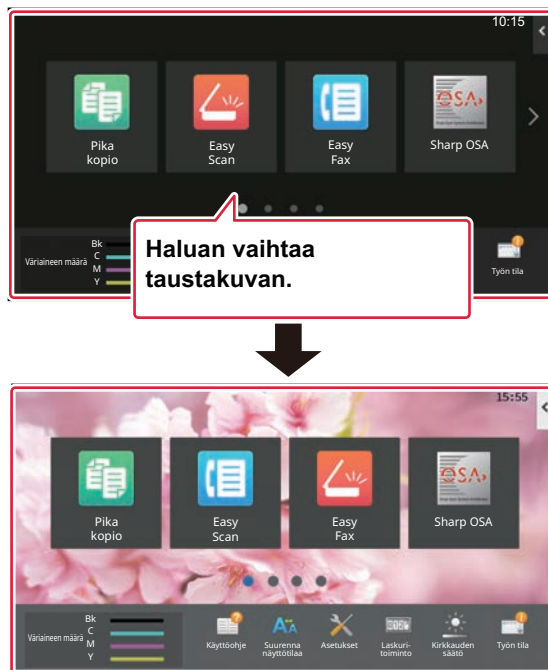 10:15
Pika
kopio
Easy
Scan
Easy
Fax
Sharp OSA
OSA
Haluan vaihtaa
taustakuvan.
Väriaineen määrä
Bk
C
M
Y
Työn tila
15:55
Pika
kopio
Easy
Scan
Easy
Fax
Sharp OSA
OSA
Väriaineen määrä
Bk
C
M
Y
Käyttöohje
Suurenna
näyttötilaa
Asetukset
Laskuri-
toiminto
Kirkkauden
säätö
Työn tila